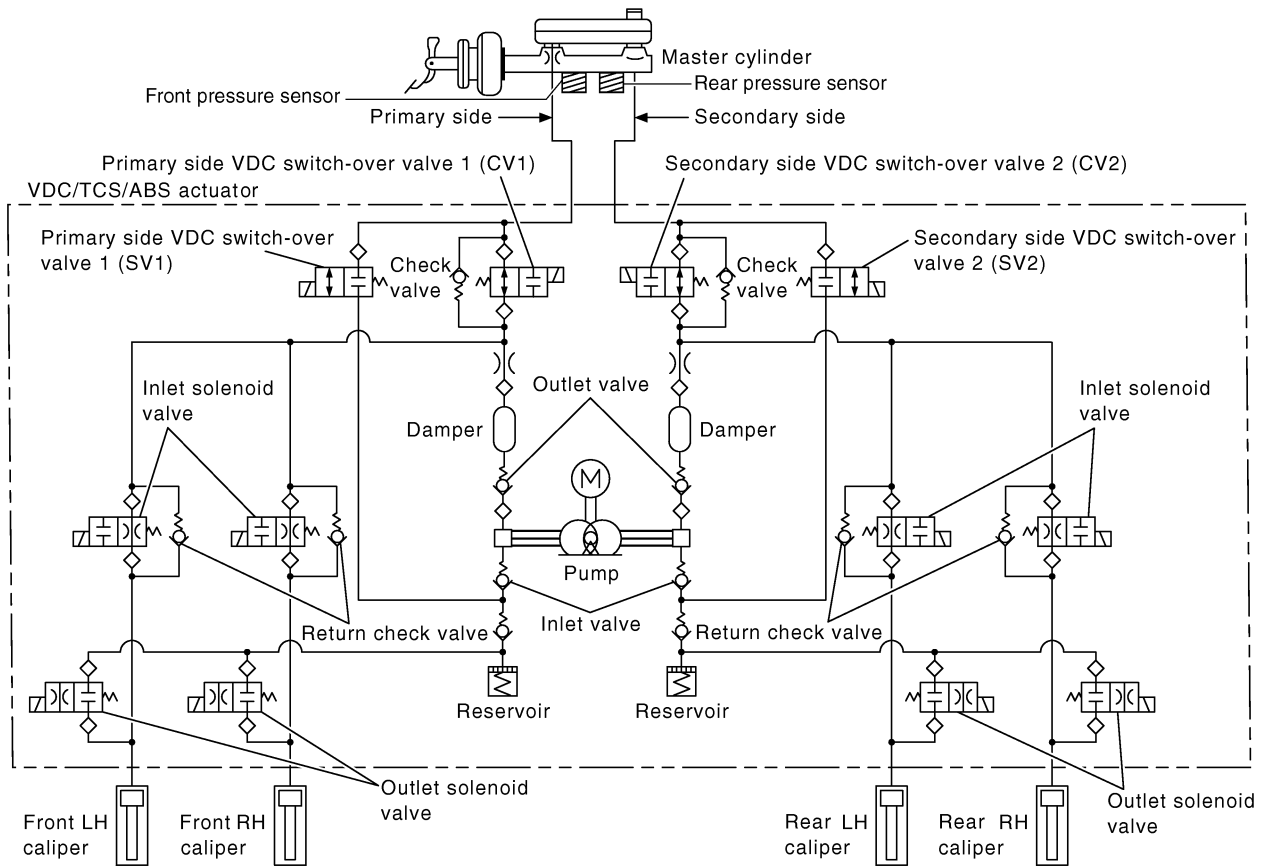 Master cylinder
Front pressure sensor
Rear pressure sensor
Primary side
Secondary side
Primary side VDC switch-over valve 1 (CV1)
Secondary side VDC switch-over valve 2 (CV2)
VDC/TCS/ABS actuator
Primary side VDC switch-over
valve 1 (SV1)
Check
valve
Check
valve
Secondary side VDC switch-over
valve 2 (SV2)
Inlet solenoid
valve
Outlet valve
Inlet solenoid
valve
Damper
Damper
M
Pump
Return check valve
Inlet valve
Return check valve
Reservoir
Reservoir
Outlet solenoid
valve
Outlet solenoid
valve
Front LH
caliper
Front RH
caliper
Rear LH
caliper
Rear RH
caliper